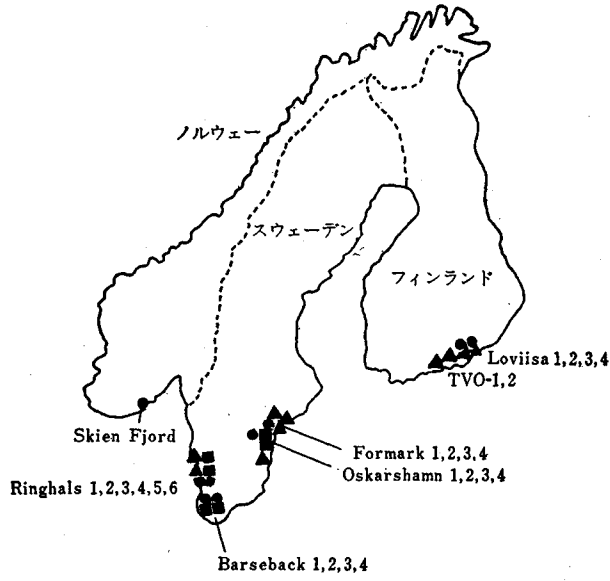 ノルウェー
スウェーデン
フィンランド
Loviisa 1,2,3,4
TVO-1,2
Skien Fjord
Formark 1,2,3,4
Oskarshamn 1,2,3,4
Ringhals 1,2,3,4,5,6
Barseback 1,2,3,4